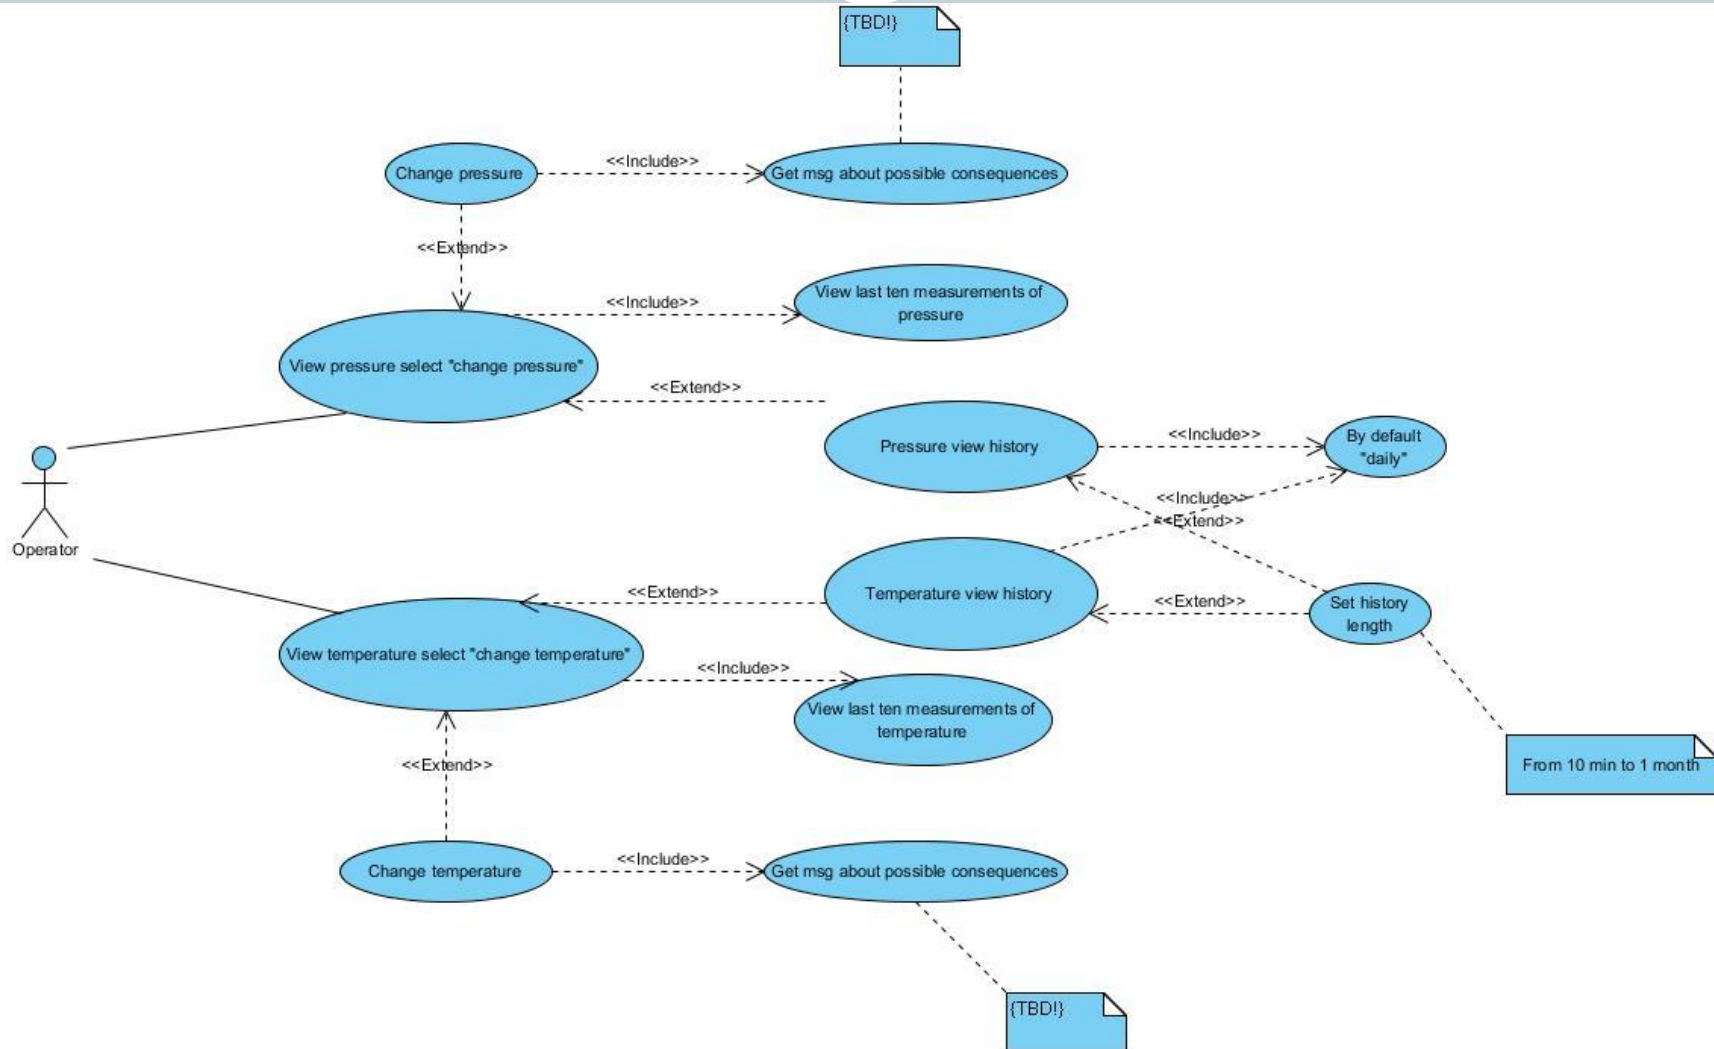 {TBD!}
<<Include>>
Change pressure
Get msg about possible consequences
<<Extend>>
View last ten measurements of
pressure
<<Include>>
View pressure select "change pressure"
<<Extend>>
Pressure view history
<<Include>>
By default
"daily"
<<Include>>
<<Extend>>
Operator
<<Extend>>
Temperature view history
<<Extend>>
Set history
length
View temperature select "change temperature"
<<Include>>
View last ten measurements of
temperature
<<Extend>>
From 10 min to 1 month
Change temperature
<<Include>>
Get msg about possible consequences
{TBD!}